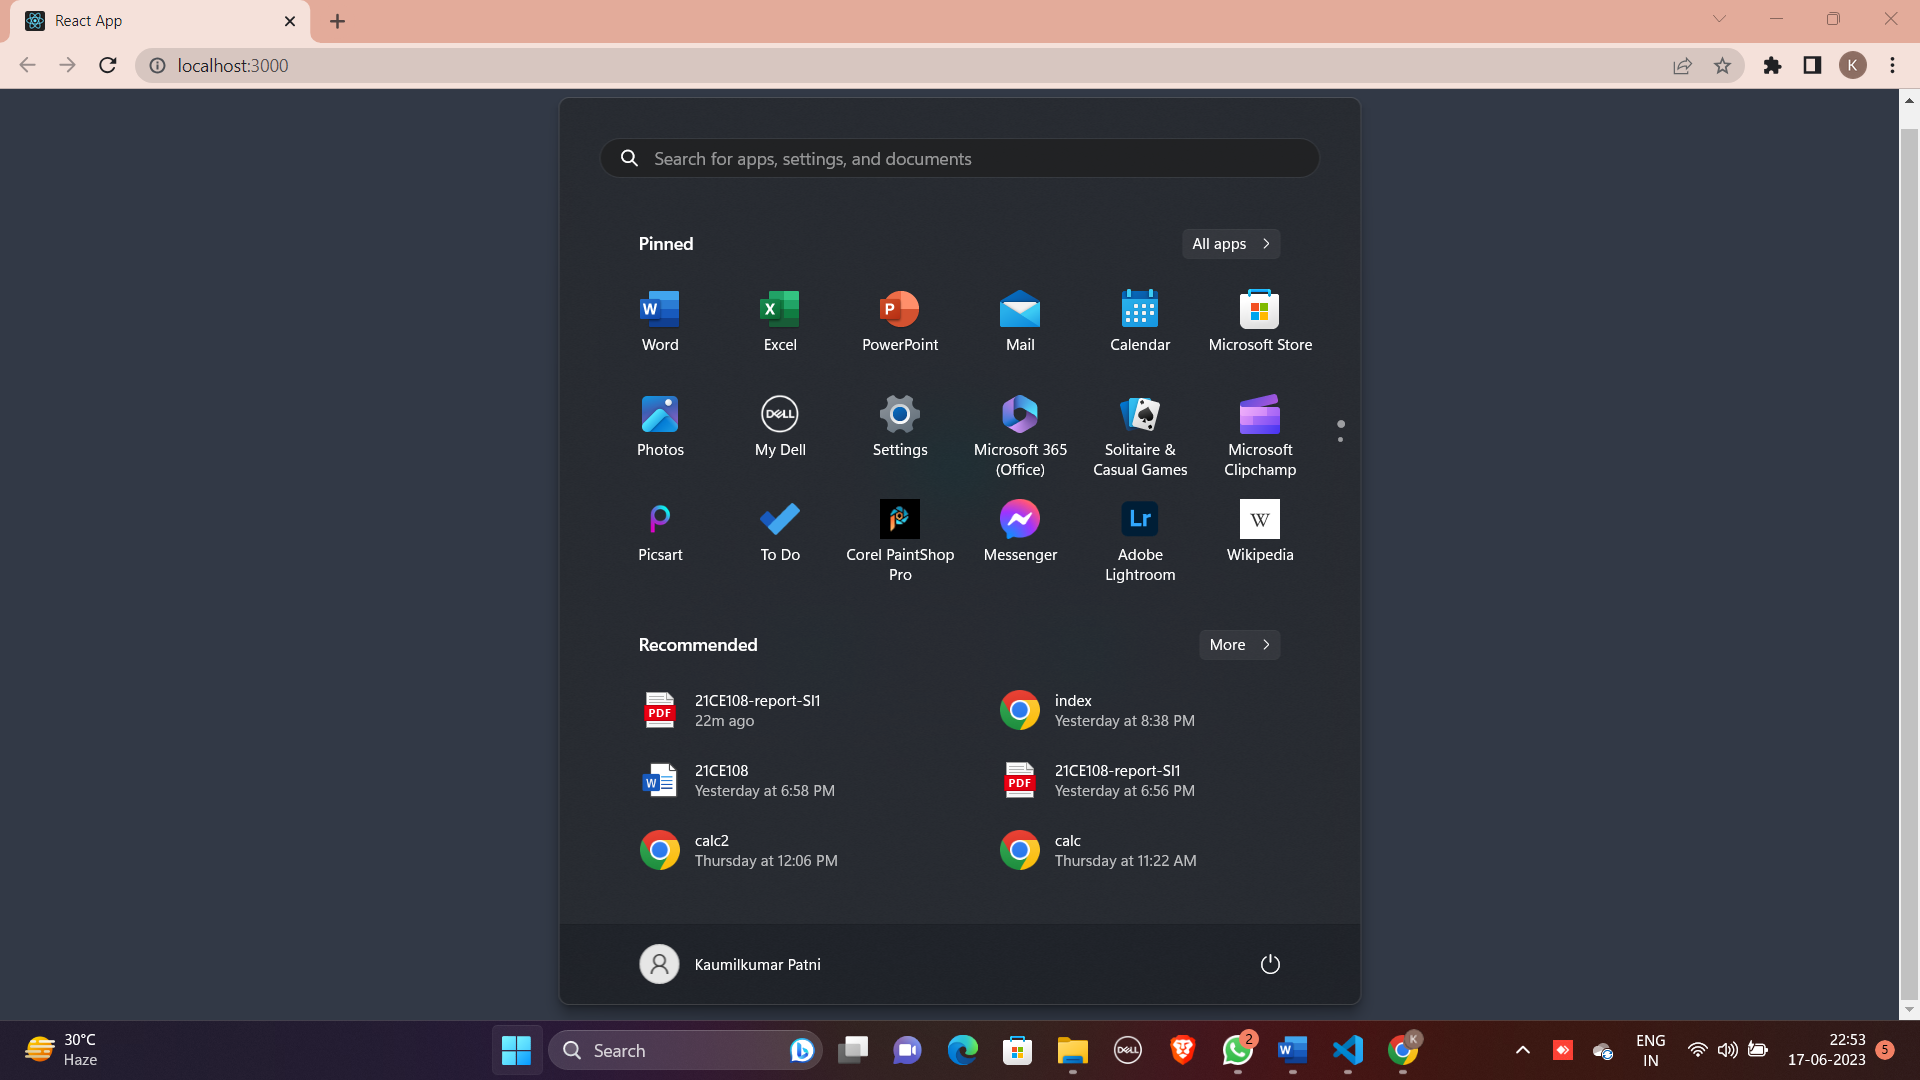 React App
localhost:3000
K
Search for apps, settings, and documents
Pinned
All apps
Word
Excel
PowerPoint
Mail
Calendar
Microsoft Store
Photos
My Dell
Settings
Microsoft 365
(Office)
Solitaire &
Casual Games
Microsoft
Clipchamp
Picsart
To Do
Corel PaintShop
Pro
Messenger
Adobe
Lightroom
Wikipedia
Recommended
More
21CE108-report-SI1
22m ago
index
Yesterday at 8:38 PM
21CE108
Yesterday at 6:58 PM
21CE108-report-SI1
Yesterday at 6:56 PM
calc2
Thursday at 12:06 PM
calc
Thursday at 11:22 AM
Kaumilkumar Patni
30°C
Haze
Search
2
K
ENG
IN
22:53
17-06-2023
5